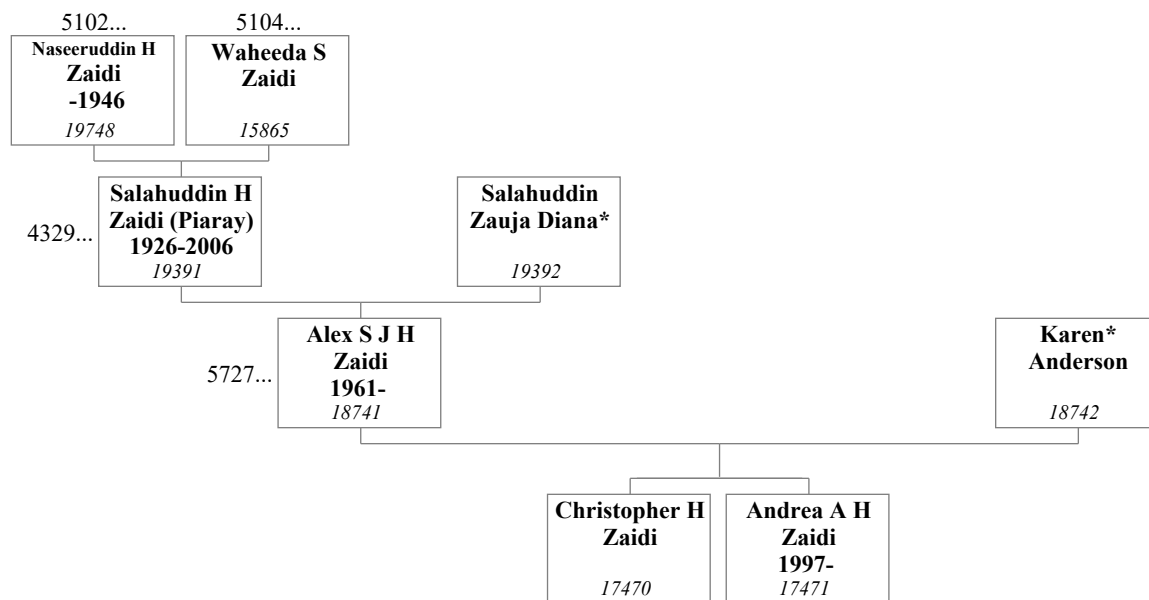 5102...
5104...
Naseeruddin H
Zaidi
-1946
19748
Waheeda S
Zaidi
15865
4329...
Salahuddin H
Zaidi (Piaray)
1926-2006
19391
Salahuddin
Zauja Diana*
19392
5727...
Alex S J H
Zaidi
1961-
18741
Karen*
Anderson
18742
Christopher H
Zaidi
17470
Andrea A H
Zaidi
1997-
17471